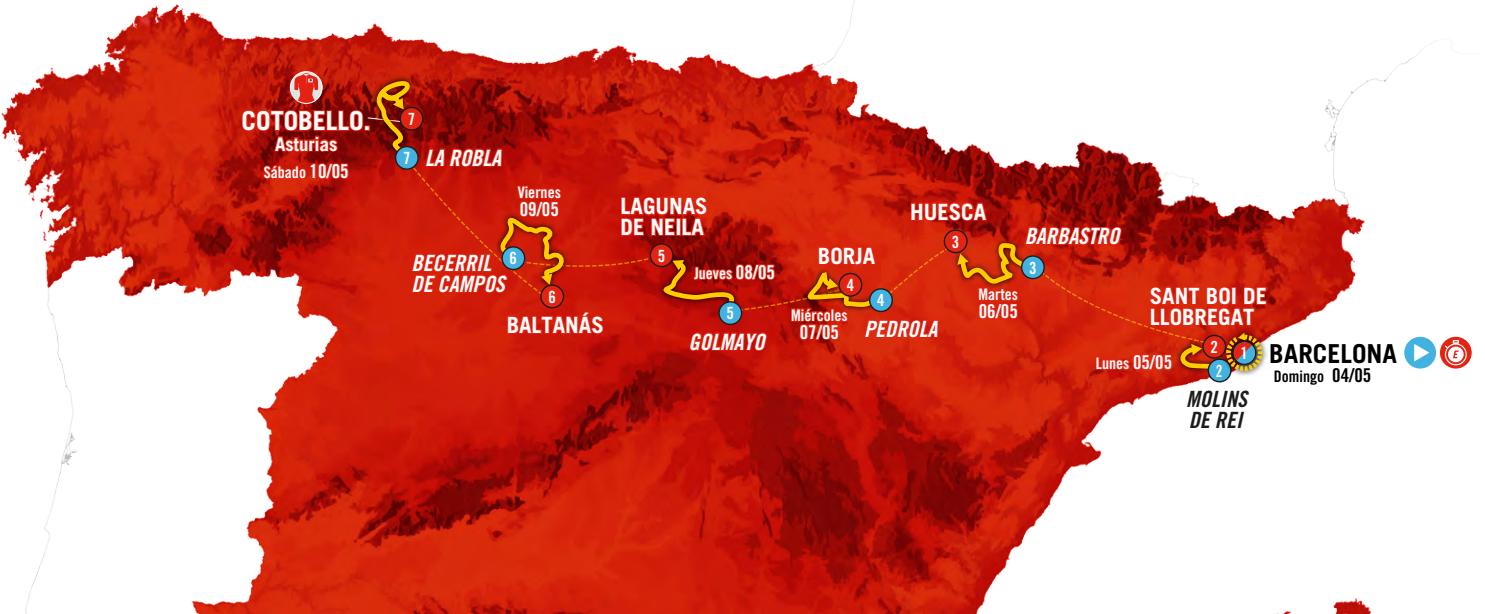 COTOBELLO.
Asturias
Sábado 10/05
7
7
LA ROBLA
Viernes
09/05
6
BECERRIL
DE CAMPOS
6
BALTANÁS
LAGUNAS
DE NEILA
5
Jueves 08/05
5
GOLMAYO
BORJA
4
4
Miércoles
07/05
PEDROLA
HUESCA
3
BARBASTRO
3
Martes
06/05
SANT BOI DE
LLOBREGAT
2
1
Lunes 05/05
2
MOLINS
DE REI
BARCELONA
E
Domingo 04/05